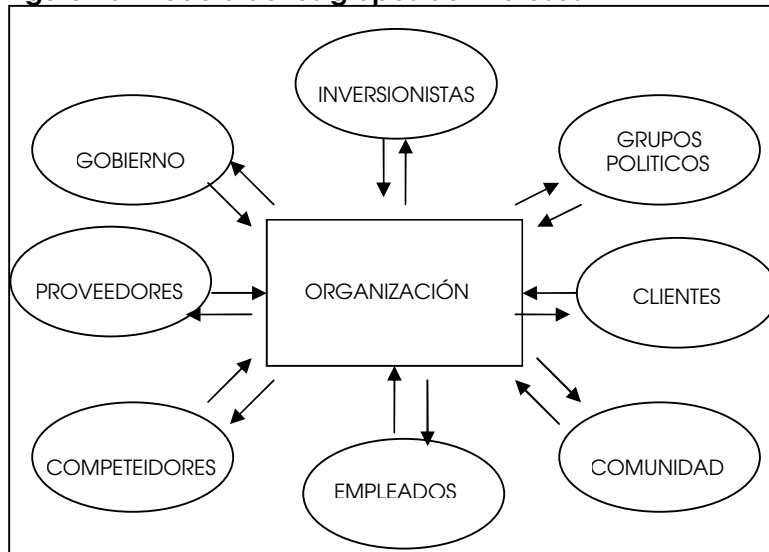 INVERSIONISTAS
GOBIERNO
GRUPOS
POLITICOS
PROVEEDORES
ORGANIZACIÓN
CLIENTES
COMPETEIDORES
EMPLEADOS
COMUNIDAD